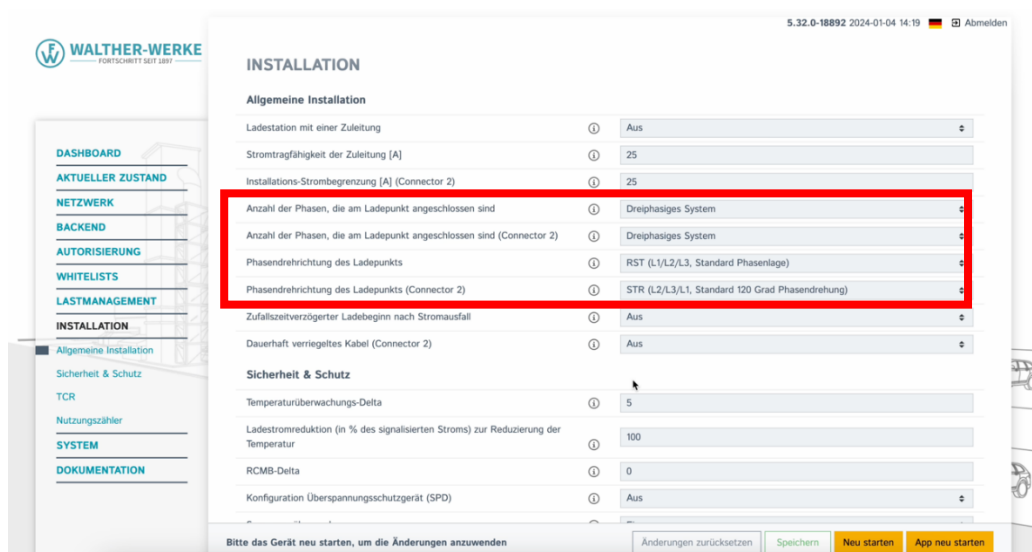 5.32.0-18892 2024-01-04 14:19 Abmelden
WALTHER-WERKE
FORTSCHRITT SEIT 1897
DASHBOARD
AKTUELLER ZUSTAND
NETZWERK
BACKEND
AUTORISIERUNG
WHITELISTS
LASTMANAGEMENT
INSTALLATION
Allgemeine Installation
Sicherheit & Schutz
TCR
Nutzungszähler
SYSTEM
DOKUMENTATION
INSTALLATION
Allgemeine Installation
Ladestation mit einer Zuleitung Aus
Stromtragfähigkeit der Zuleitung [A] 25
Installations-Strombegrenzung [A] (Connector 2) 25
Anzahl der Phasen, die am Ladepunkt angeschlossen sind Dreiphasiges System
Anzahl der Phasen, die am Ladepunkt angeschlossen sind (Connector 2) Dreiphasiges System
Phasendrehrichtung des Ladepunkts RST (L1/L2/L3, Standard Phasenlage)
Phasendrehrichtung des Ladepunkts (Connector 2) STR (L2/L3/L1, Standard 120 Grad Phasendrehung)
Zufallszeitverzögerter Ladebeginn nach Stromausfall Aus
Dauerhaft verriegeltes Kabel (Connector 2) Aus
Sicherheit & Schutz
Temperaturüberwachungs-Delta 5
Ladestromreduktion (in % des signalisierten Stroms) zur Reduzierung der
Temperatur 100
RCMB-Delta 0
Konfiguration Überspannungsschutzgerät (SPD) Aus
Bitte das Gerät neu starten, um die Änderungen anzuwenden
Änderungen zurücksetzen Speichern Neu starten App neu starten